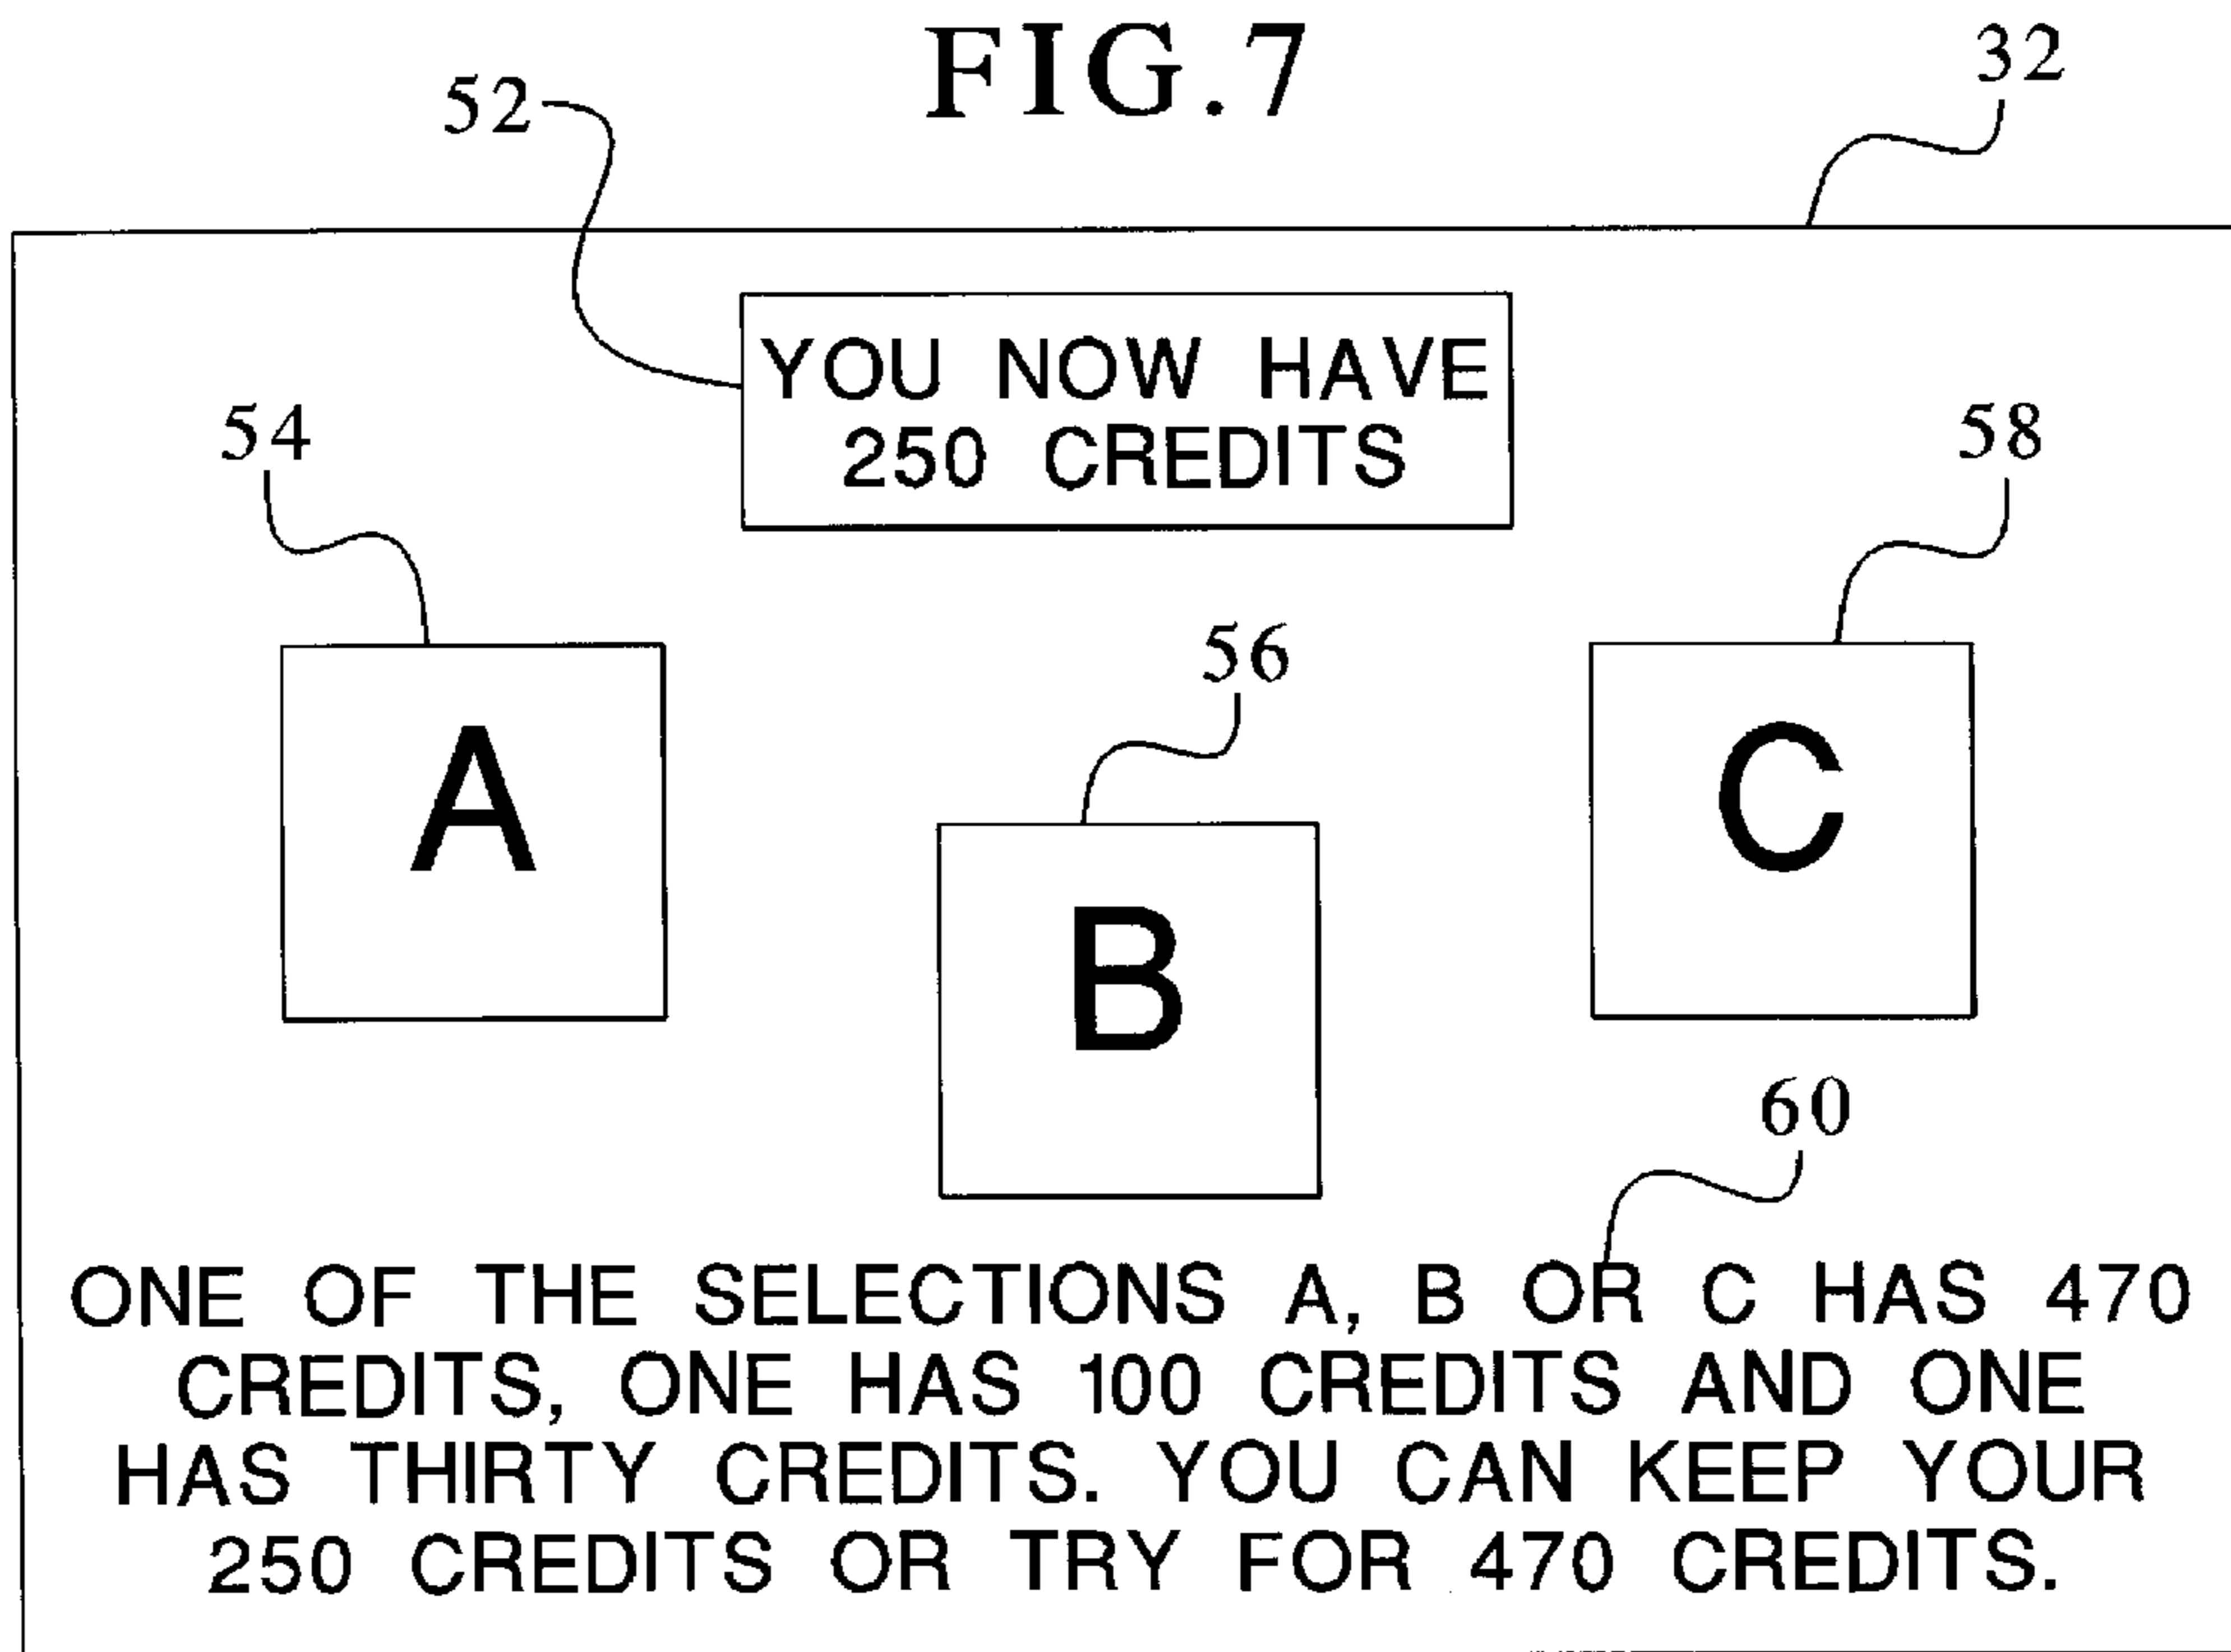 FIG.7
32
52
YOU NOW HAVE
250 CREDITS
54
58
56
A
C
B
60
ONE OF THE SELECTIONS A, B OR C HAS 470
CREDITS, ONE HAS 100 CREDITS AND ONE
HAS THIRTY CREDITS. YOU CAN KEEP YOUR
250 CREDITS OR TRY FOR 470 CREDITS.